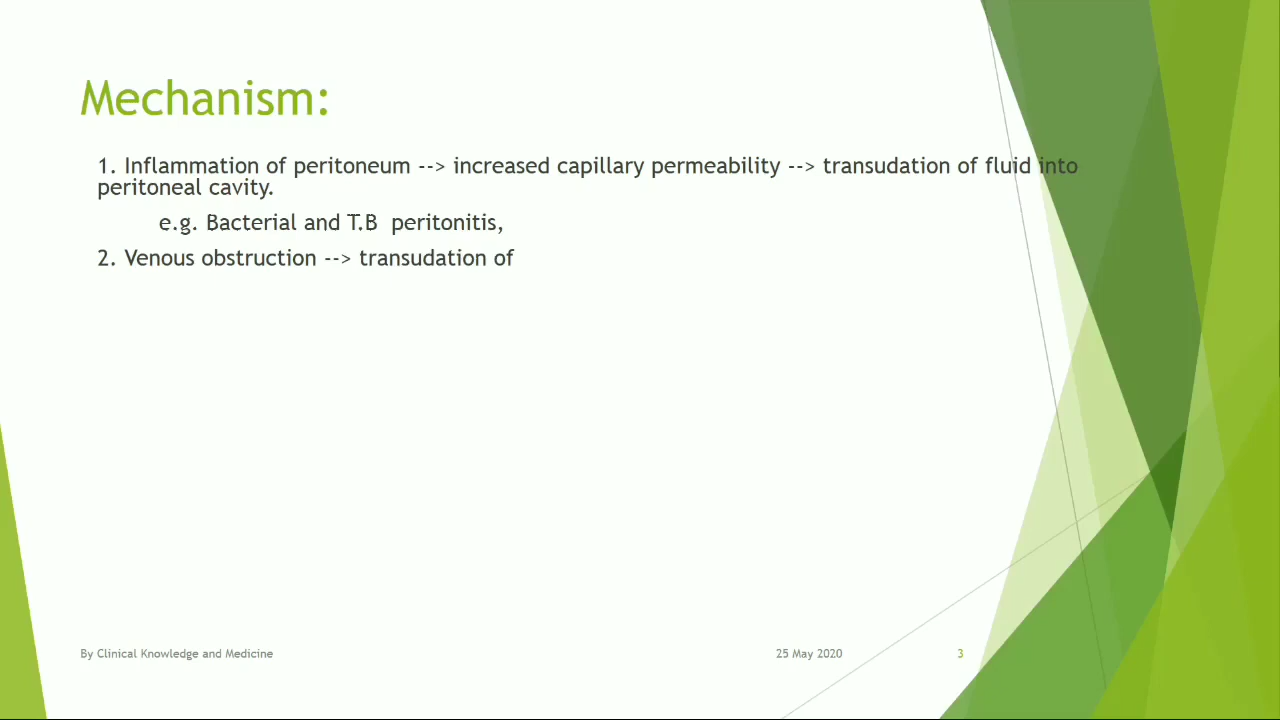 Mechanism:
1. Inflammation of peritoneum --> increased capillary permeability --> transudation of fluid into
peritoneal cavity.
e.g. Bacterial and T.B  peritonitis,
2. Venous obstruction --> transudation of
By Clinical Knowledge and Medicine
25 May 2020
3